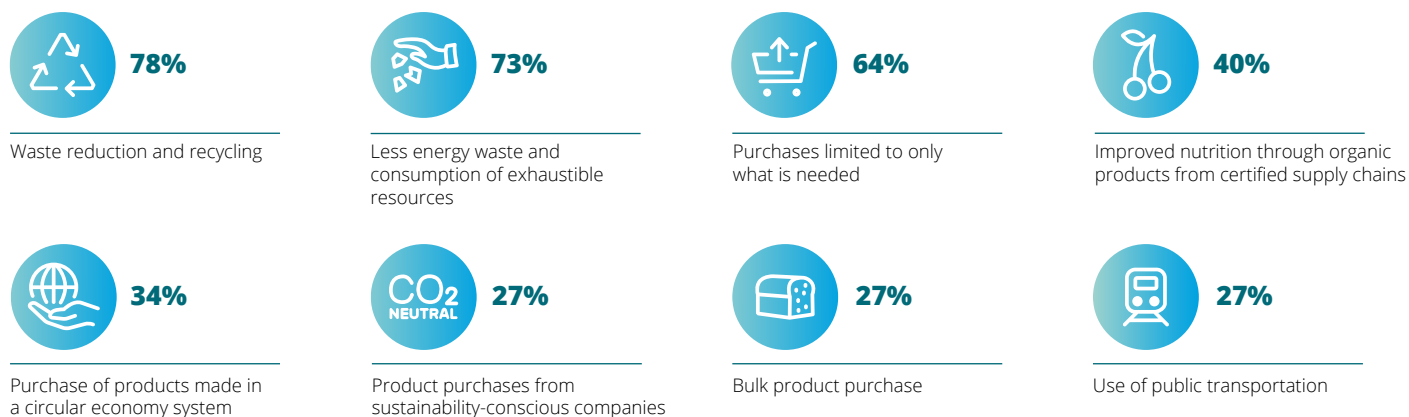 78%
Waste reduction and recycling
73%
Less energy waste and
consumption of exhaustible
resources
64%
Purchases limited to only
what is needed
40%
Improved nutrition through organic
products from certified supply chains
34%
Purchase of products made in
a circular economy system
CO2
NEUTRAL
27%
Product purchases from
sustainability-conscious companies
27%
Bulk product purchase
27%
Use of public transportation